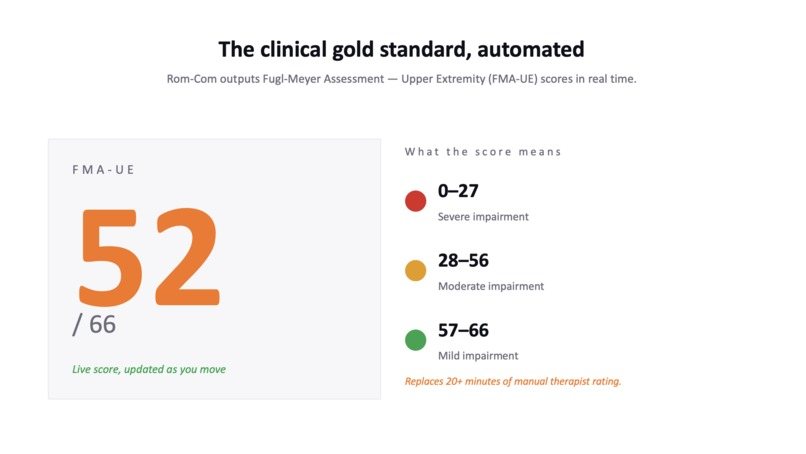 The clinical gold standard, automated
Rom-Com outputs Fugl-Meyer Assessment — Upper Extremity (FMA-UE) scores in real time.
FMA-UE
52
/ 66
Live score, updated as you move
What the score means
0–27
Severe impairment
28–56
Moderate impairment
57–66
Mild impairment
Replaces 20+ minutes of manual therapist rating.